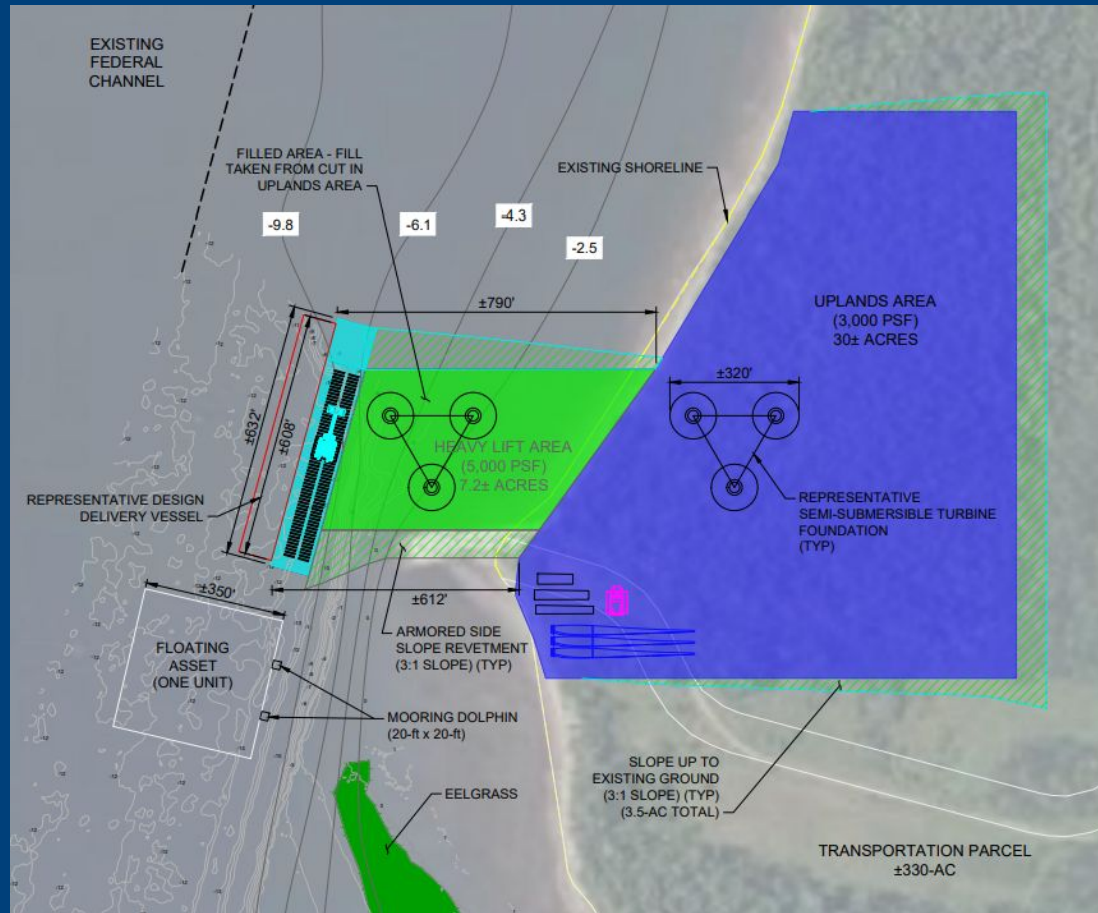 EXISTING
FEDERAL
CHANNEL
FILLED AREA - FILL
TAKEN FROM CUT IN
UPLANDS AREA
EXISTING SHORELINE
-9.8
-6.1
-4.3
-2.5
±790'
UPLANDS AREA
(3,000 PSF)
30± ACRES
±320'
±632'
±608'
HEAVY LIFT AREA
(5,000 PSF)
7.2± ACRES
REPRESENTATIVE DESIGN
DELIVERY VESSEL
REPRESENTATIVE
SEMI-SUBMERSIBLE TURBINE
FOUNDATION
(TYP)
±350'
±612'
FLOATING
ASSET
(ONE UNIT)
ARMORED SIDE
SLOPE REVETMENT
(3:1 SLOPE) (TYP)
MOORING DOLPHIN
(20-ft x 20-ft)
SLOPE UP TO
EXISTING GROUND
(3:1 SLOPE) (TYP)
(3.5-AC TOTAL)
EELGRASS
TRANSPORTATION PARCEL
±330-AC